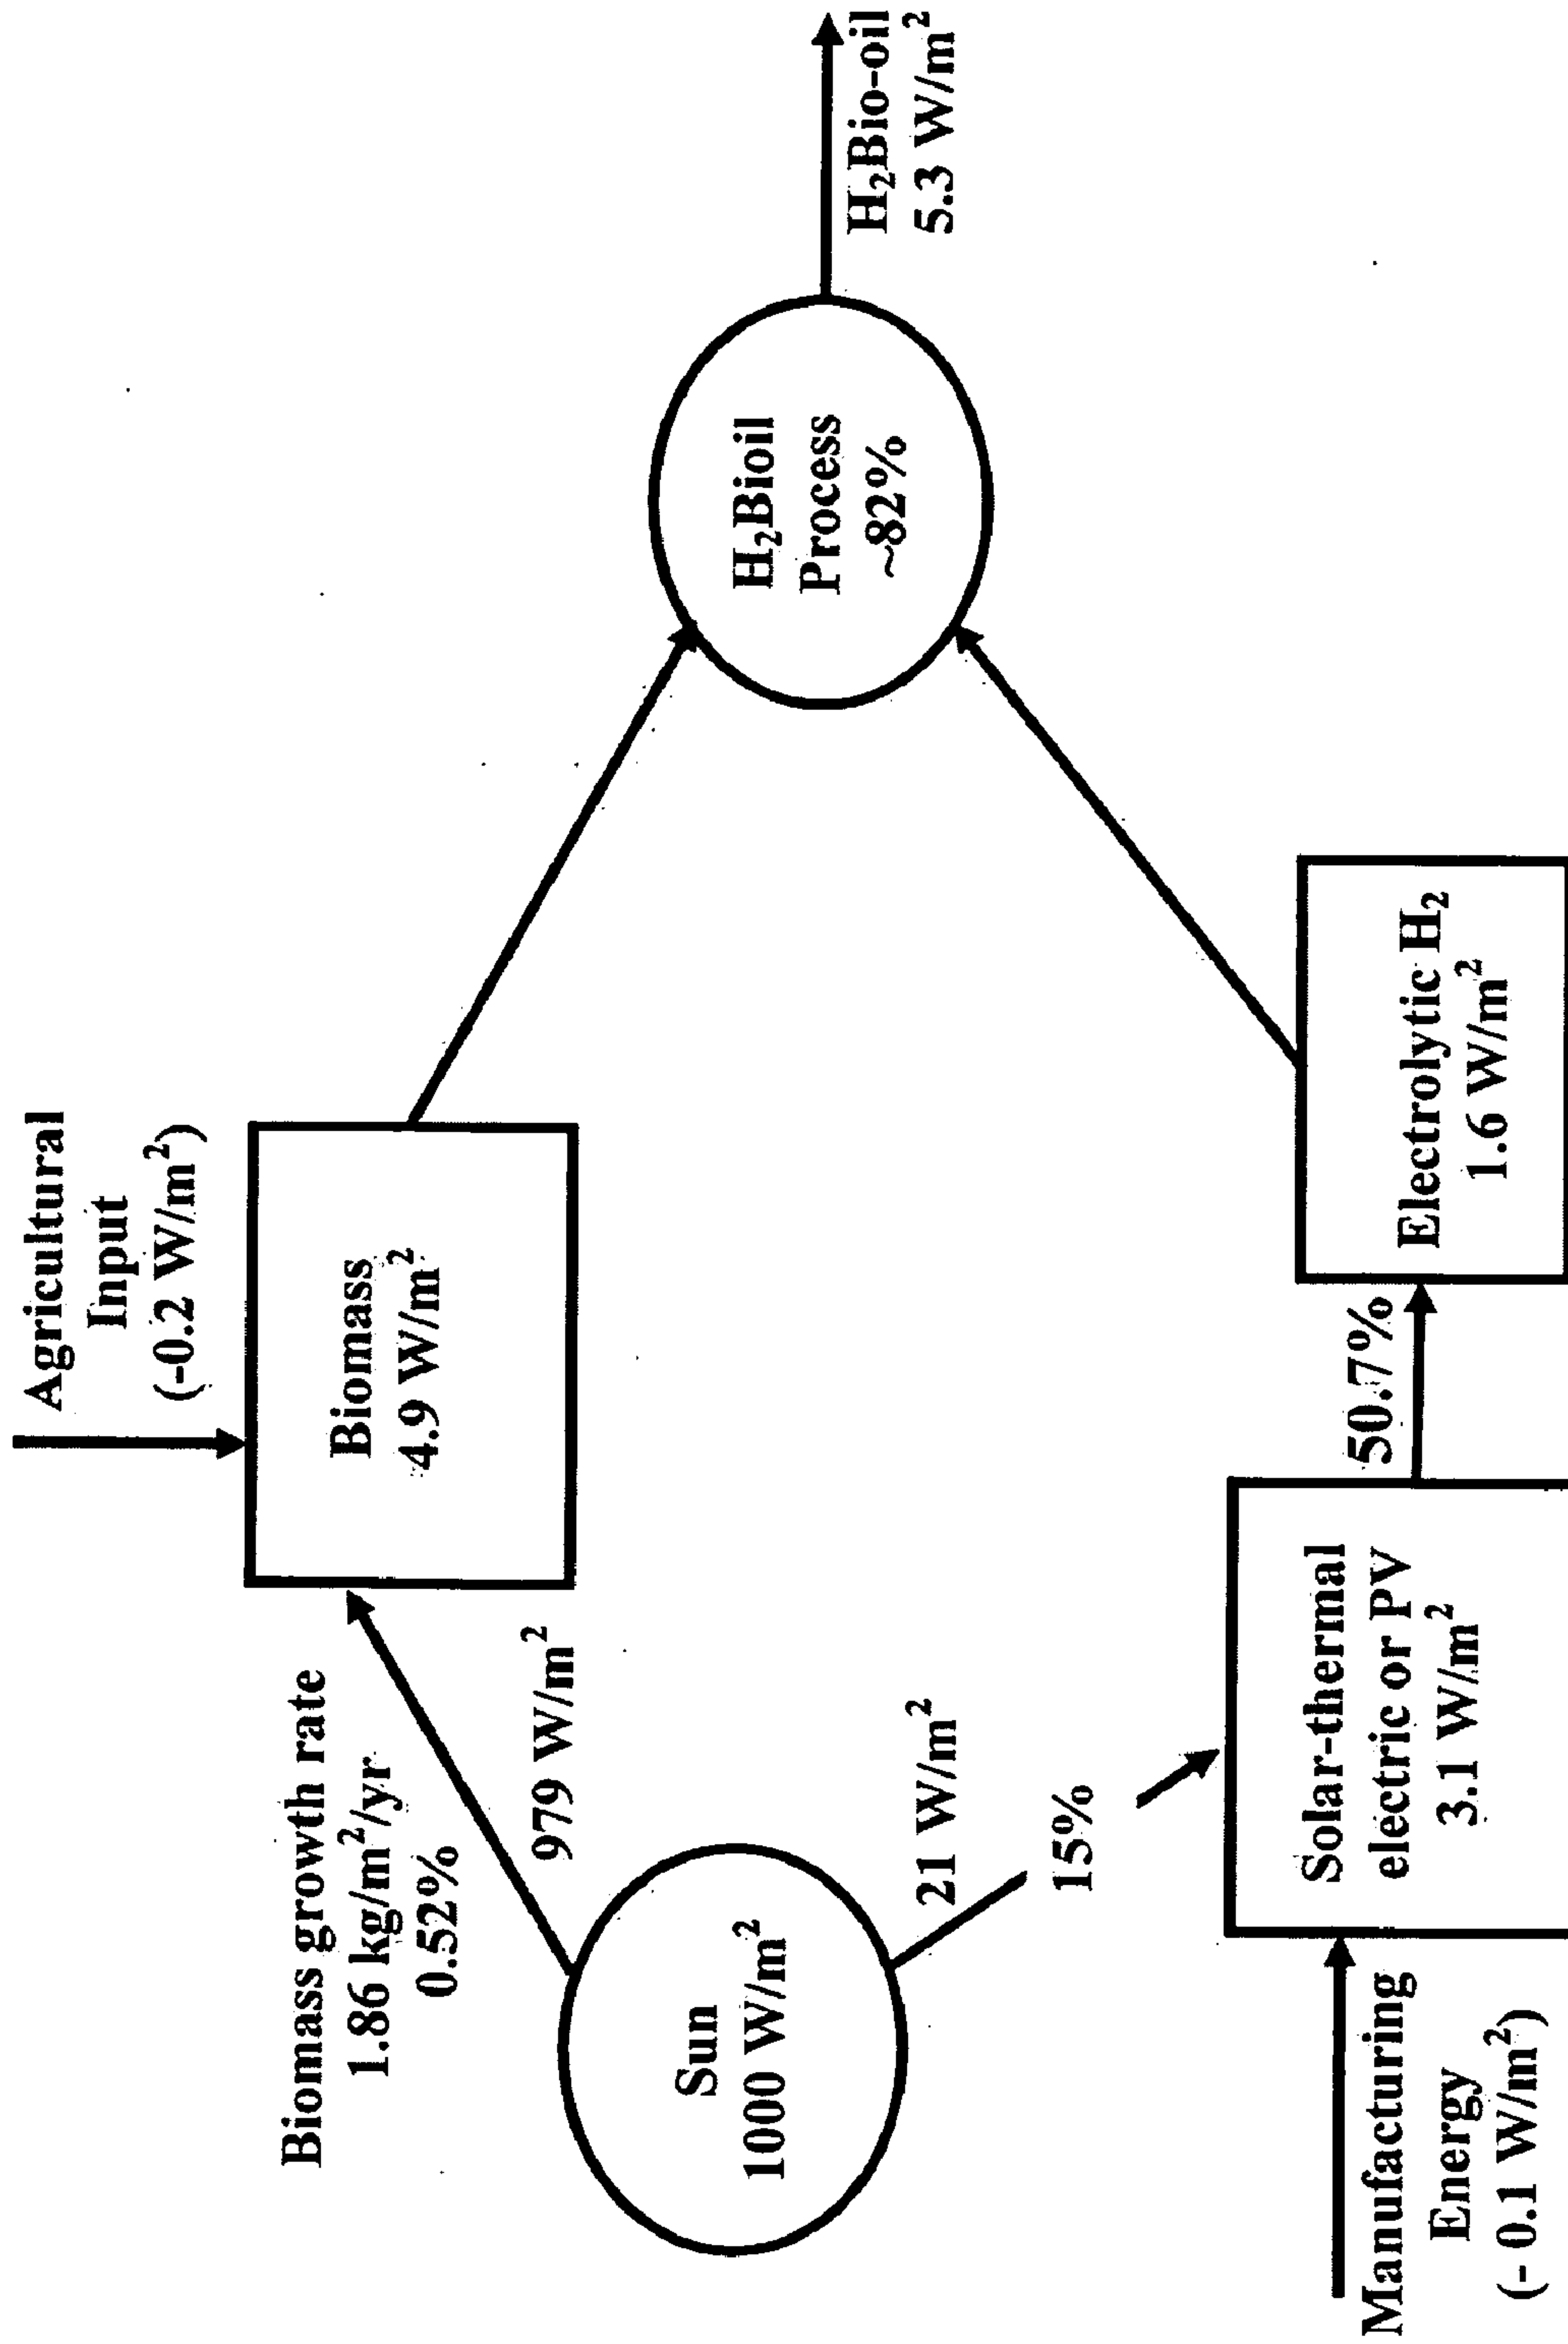 Agricultural
Input
(-0.2 W/m²)
Biomass growth rate
1.86 kg/m²/yr
0.52%
Biomass
4.9 W/m²
979 W/m²
Sun
1000 W/m²
H₂Bioil
Process
~82%
H₂Bio-oil
5.3 W/m²
21 W/m²
15%
Manufacturing
Energy
(- 0.1 W/m²)
Solar-thermal
electric or PV
3.1 W/m²
50.7%
Electrolytic H₂
1.6 W/m²